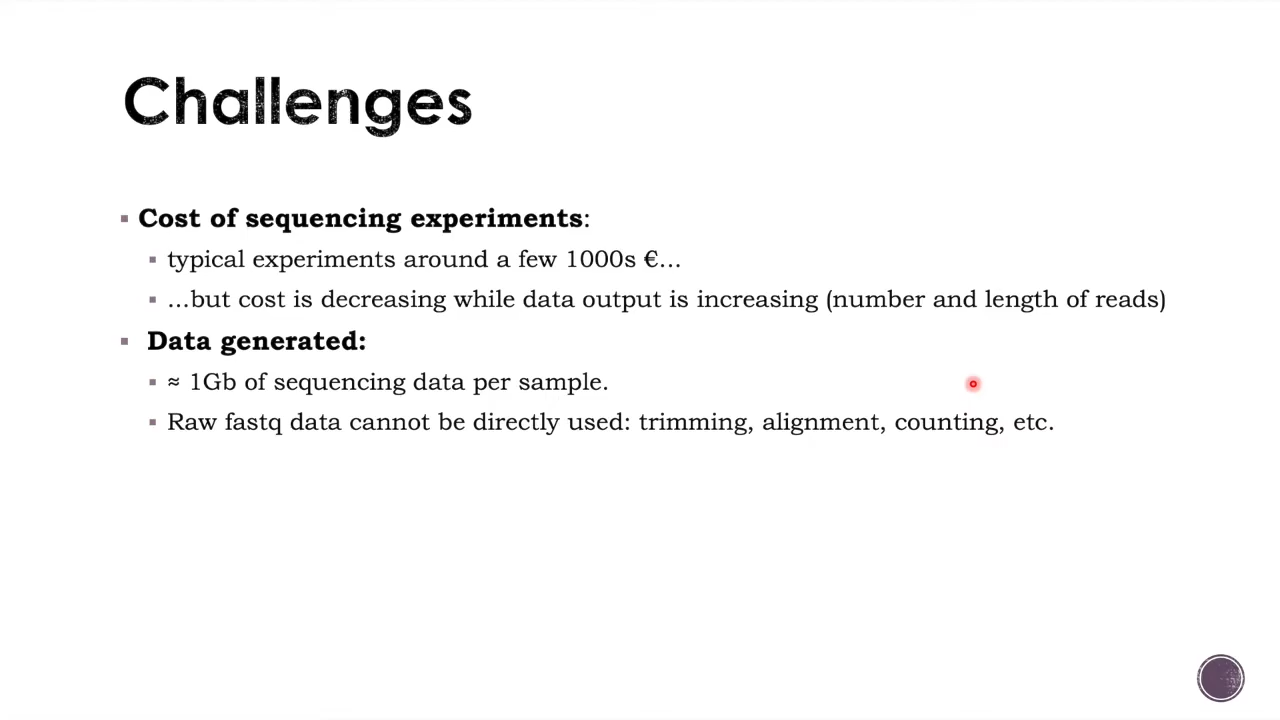 Challenges
Cost of sequencing experiments:
typical experiments around a few 1000s €…
…but cost is decreasing while data output is increasing (number and length of reads)
Data generated:
≈ 1Gb of sequencing data per sample.
Raw fastq data cannot be directly used: trimming, alignment, counting, etc.